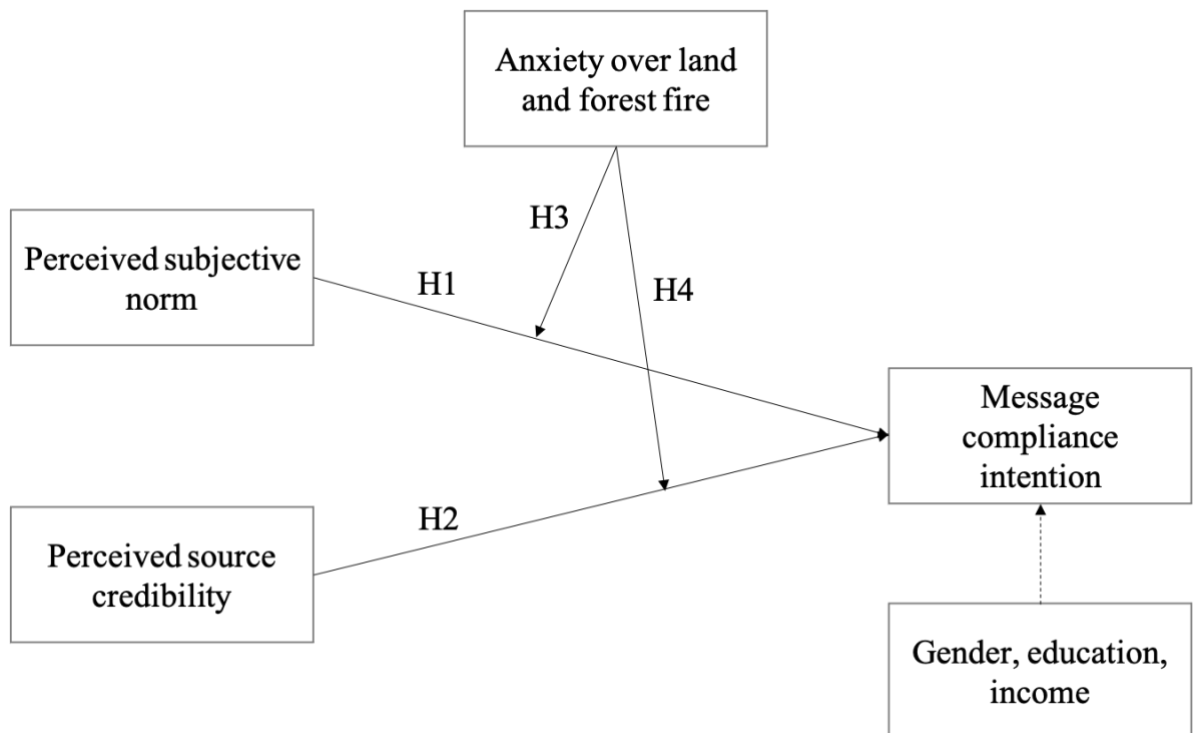 Anxiety over land
and forest fire
H3
Perceived subjective
norm
H1
H4
Message
compliance
intention
H2
Perceived source
credibility
Gender, education,
income